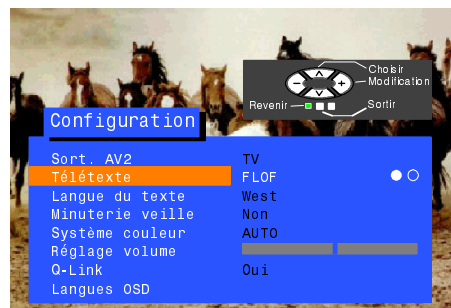 Choisir
Modification
Revenir
Sortir
Configuration
Sort. AV2 TV
Télétexte FLOF
Langue du texte West
Minuterie veille Non
Système couleur AUTO
Réglage volume
Q-Link Oui
Langues OSD